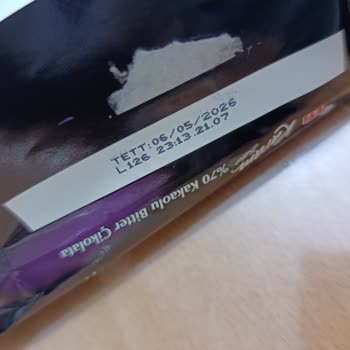 TETT:06/05/2026
L126 23:13:21.07
%70 Kakaolu Bitter Çikolata